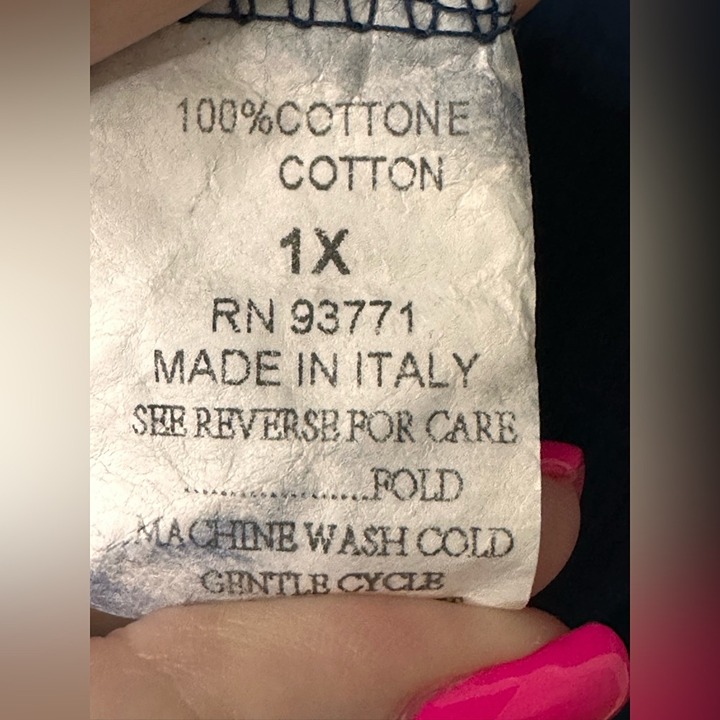 100%COTTONE
COTTON
1X
RN 93771
MADE IN ITALY
SEE REVERSE FOR CARE
.....................FOLD
MACHINE WASH COLD
GENTLE CYCLE